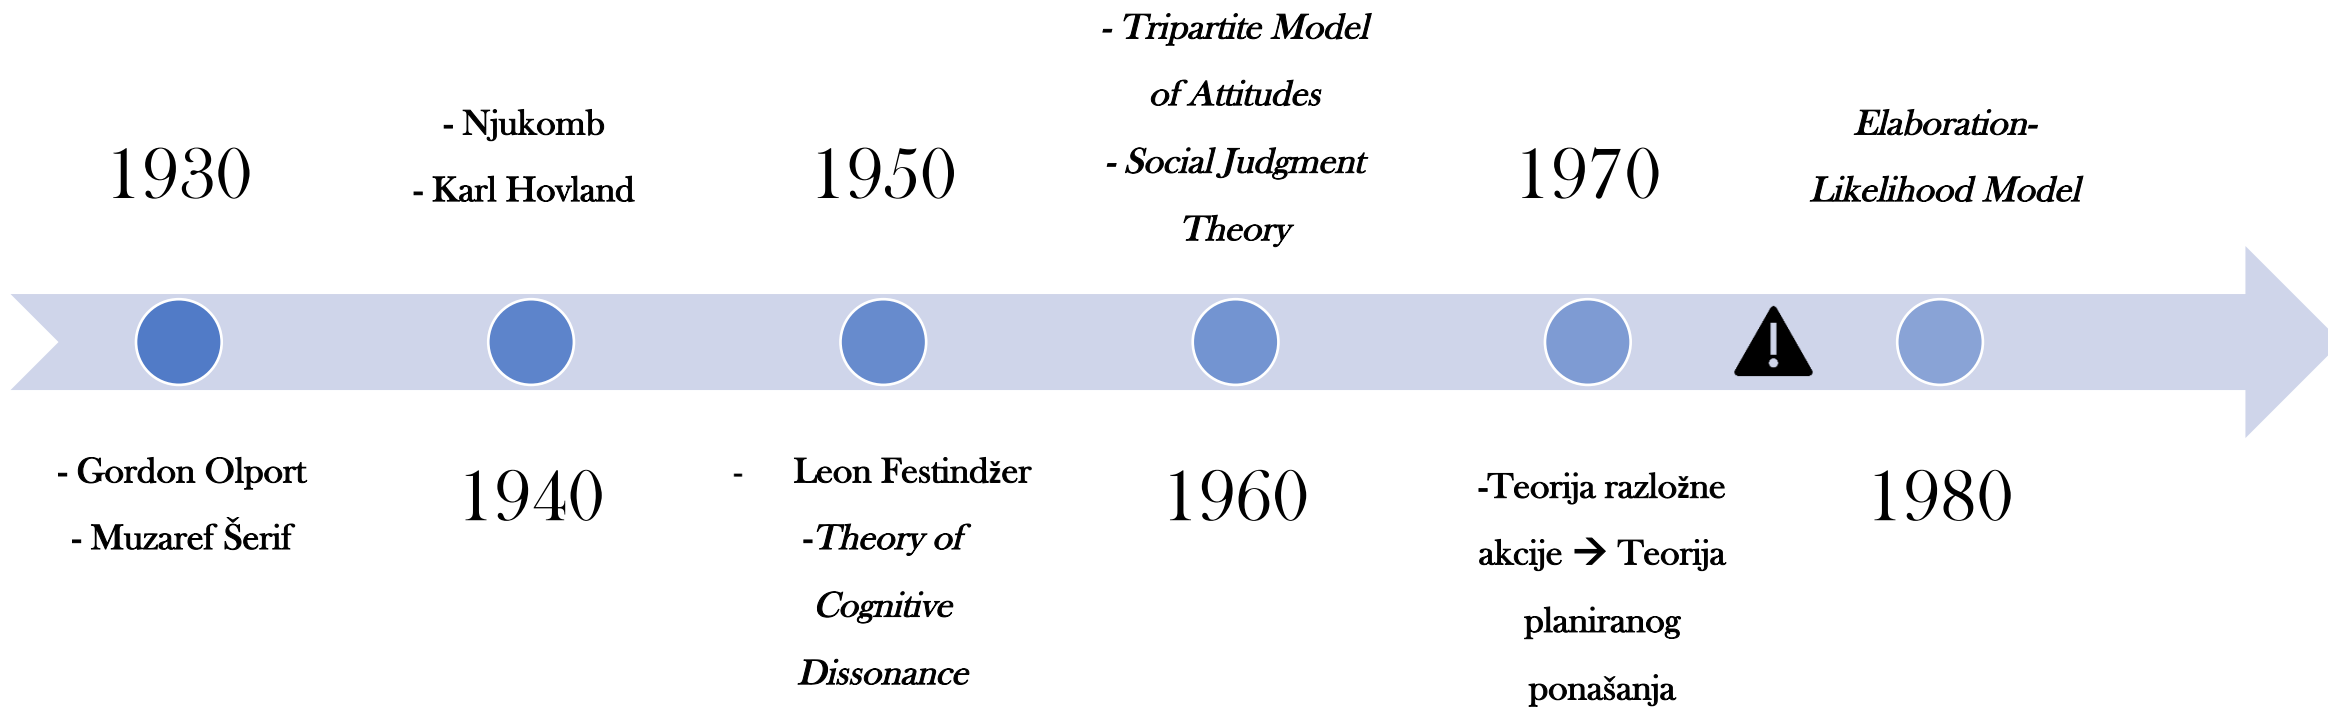 1930
- Gordon Olport
- Muzaref Šerif
- Njukomb
- Karl Hovland
1940
1950
- Leon Festindžer
-Theory of
Cognitive
Dissonance
- Tripartite Model
of Attitudes
- Social Judgment
Theory
1960
1970
-Teorija razložne
akcije → Teorija
planiranog
ponašanja
Elaboration-
Likelihood Model
1980